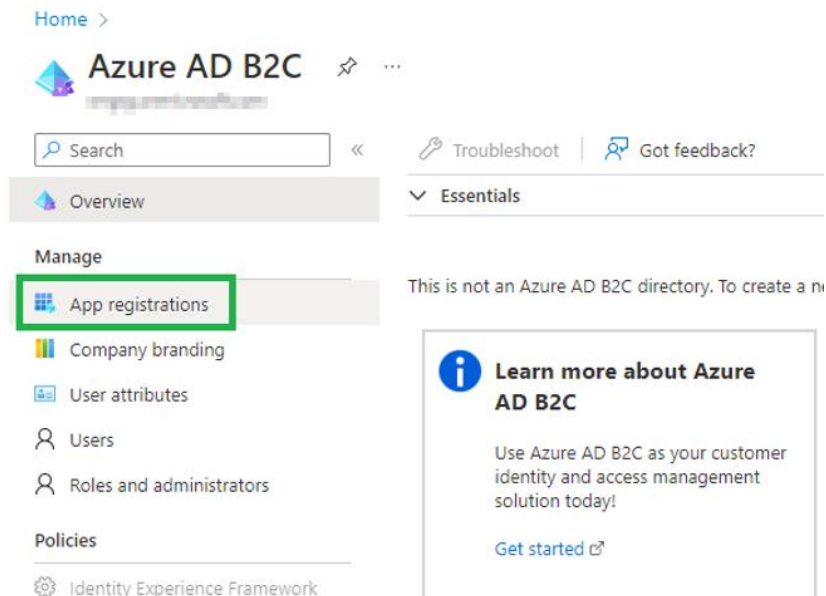 Home >
Azure AD B2C
Search
Troubleshoot
Got feedback?
Overview
Essentials
Manage
App registrations
This is not an Azure AD B2C directory. To create a
Company branding
User attributes
Users
Roles and administrators
Learn more about Azure
AD B2C
Use Azure AD B2C as your customer
identity and access management
solution today!
Get started
Policies
Identity Experience Framework